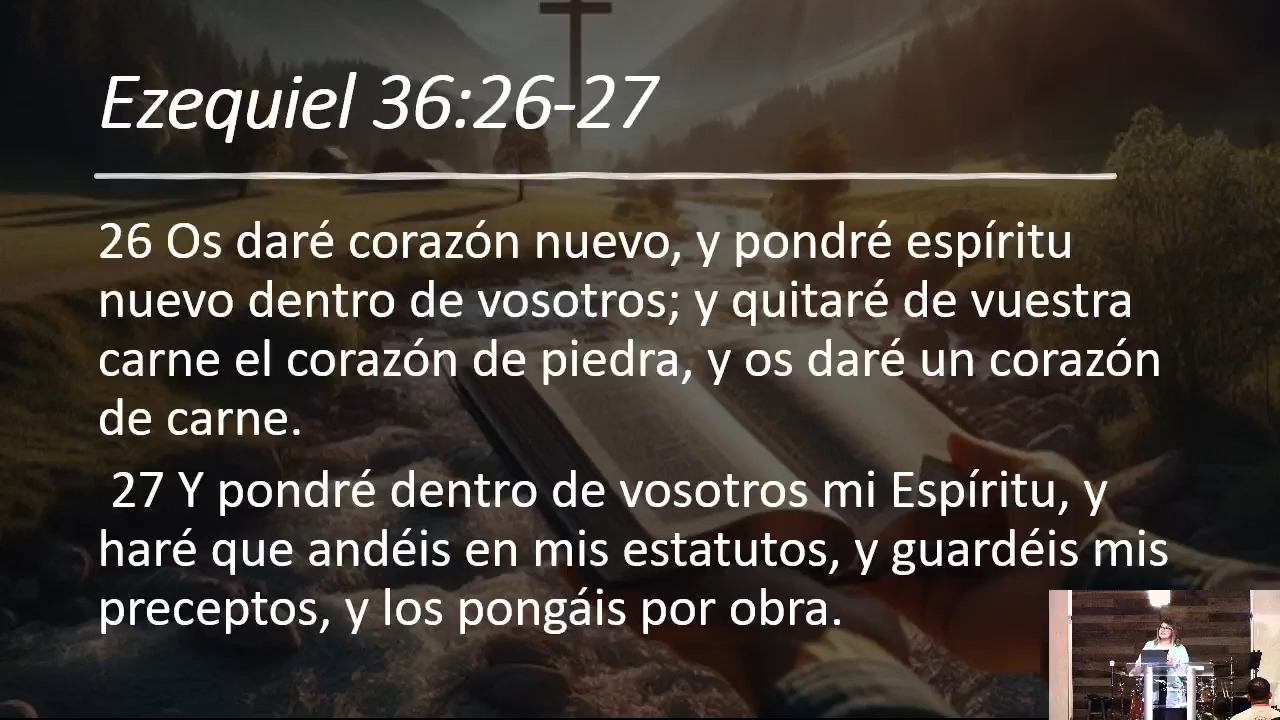 Ezequiel 36:26-27
26 Os daré corazón nuevo, y pondré espíritu
nuevo dentro de vosotros; y quitaré de vuestra
carne el corazón de piedra, y os daré un corazón
de carne.
27 Y pondré dentro de vosotros mi Espíritu, y
haré que andéis en mis estatutos, y guardéis mis
preceptos, y los pongáis por obra.